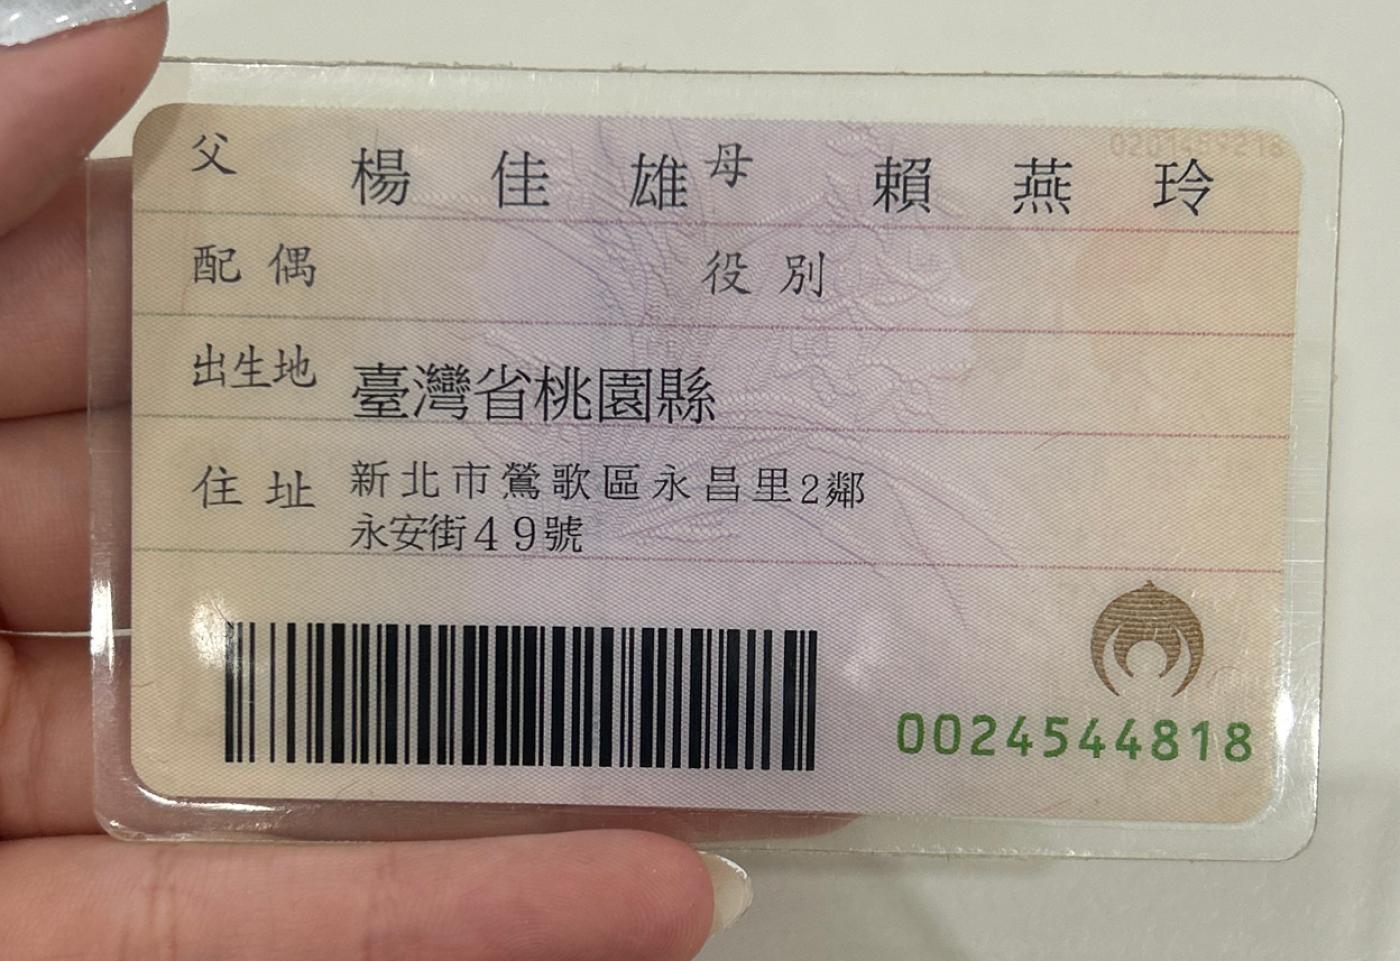 父 楊佳雄 母 賴燕玲
配偶 役別
出生地 臺灣省桃園縣
住址 新北市鶯歌區永昌里2鄰
永安街49號
0024544818